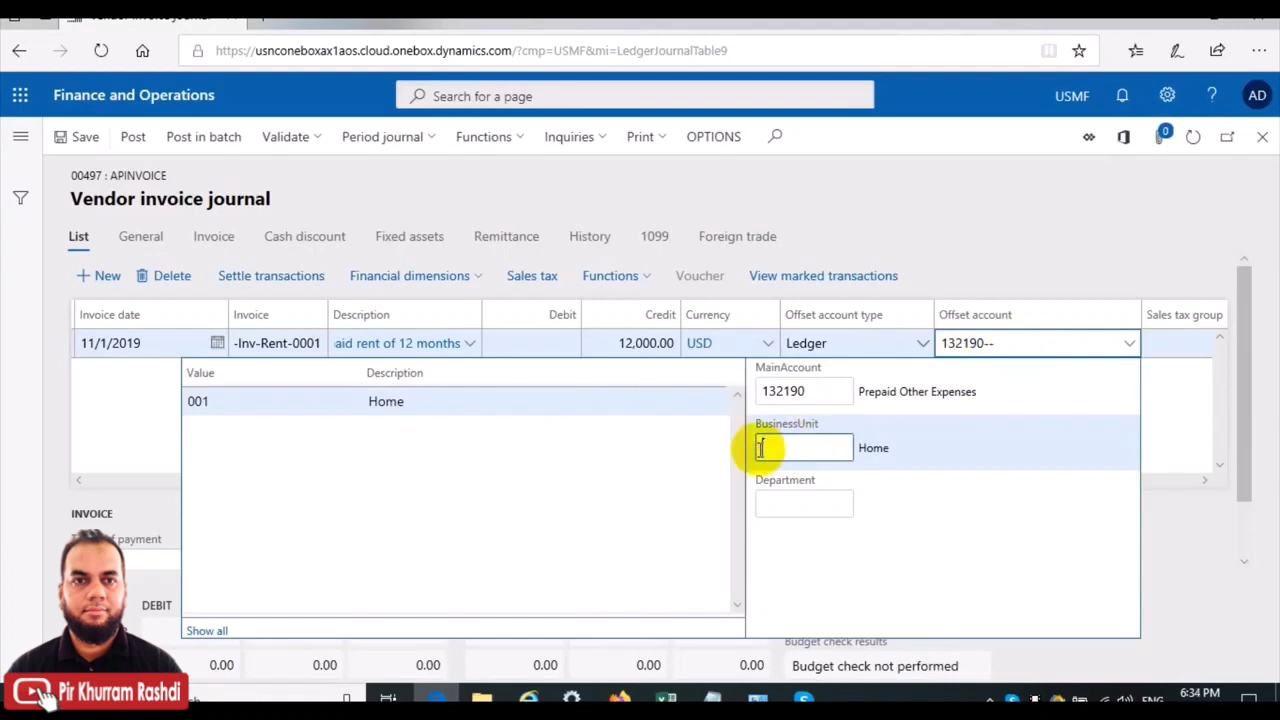 Vendor invoice journal
https://usnconeboxax1aos.cloud.onebox.dynamics.com/?cmp=USMF&mi=LedgerJournalTable9
Finance and Operations
Search for a page
USMF
AD
Save
Post
Post in batch
Validate
Period journal
Functions
Inquiries
Print
OPTIONS
0
00497 : APINVOICE
Vendor invoice journal
List
General
Invoice
Cash discount
Fixed assets
Remittance
History
1099
Foreign trade
New
Delete
Settle transactions
Financial dimensions
Sales tax
Functions
Voucher
View marked transactions
Invoice date
Invoice
Description
Debit
Credit
Currency
Offset account type
Offset account
Sales tax group
11/1/2019
-Inv-Rent-0001
aid rent of 12 months
12,000.00
USD
Ledger
132190--
Value
Description
001
Home
Show all
MainAccount
132190
Prepaid Other Expenses
BusinessUnit
Home
Department
INVOICE
of payment
DEBIT
Budget check results
0.00
0.00
0.00
0.00
0.00
0.00
Budget check not performed
Pir Khurram Rashdi
ENG
6:34 PM